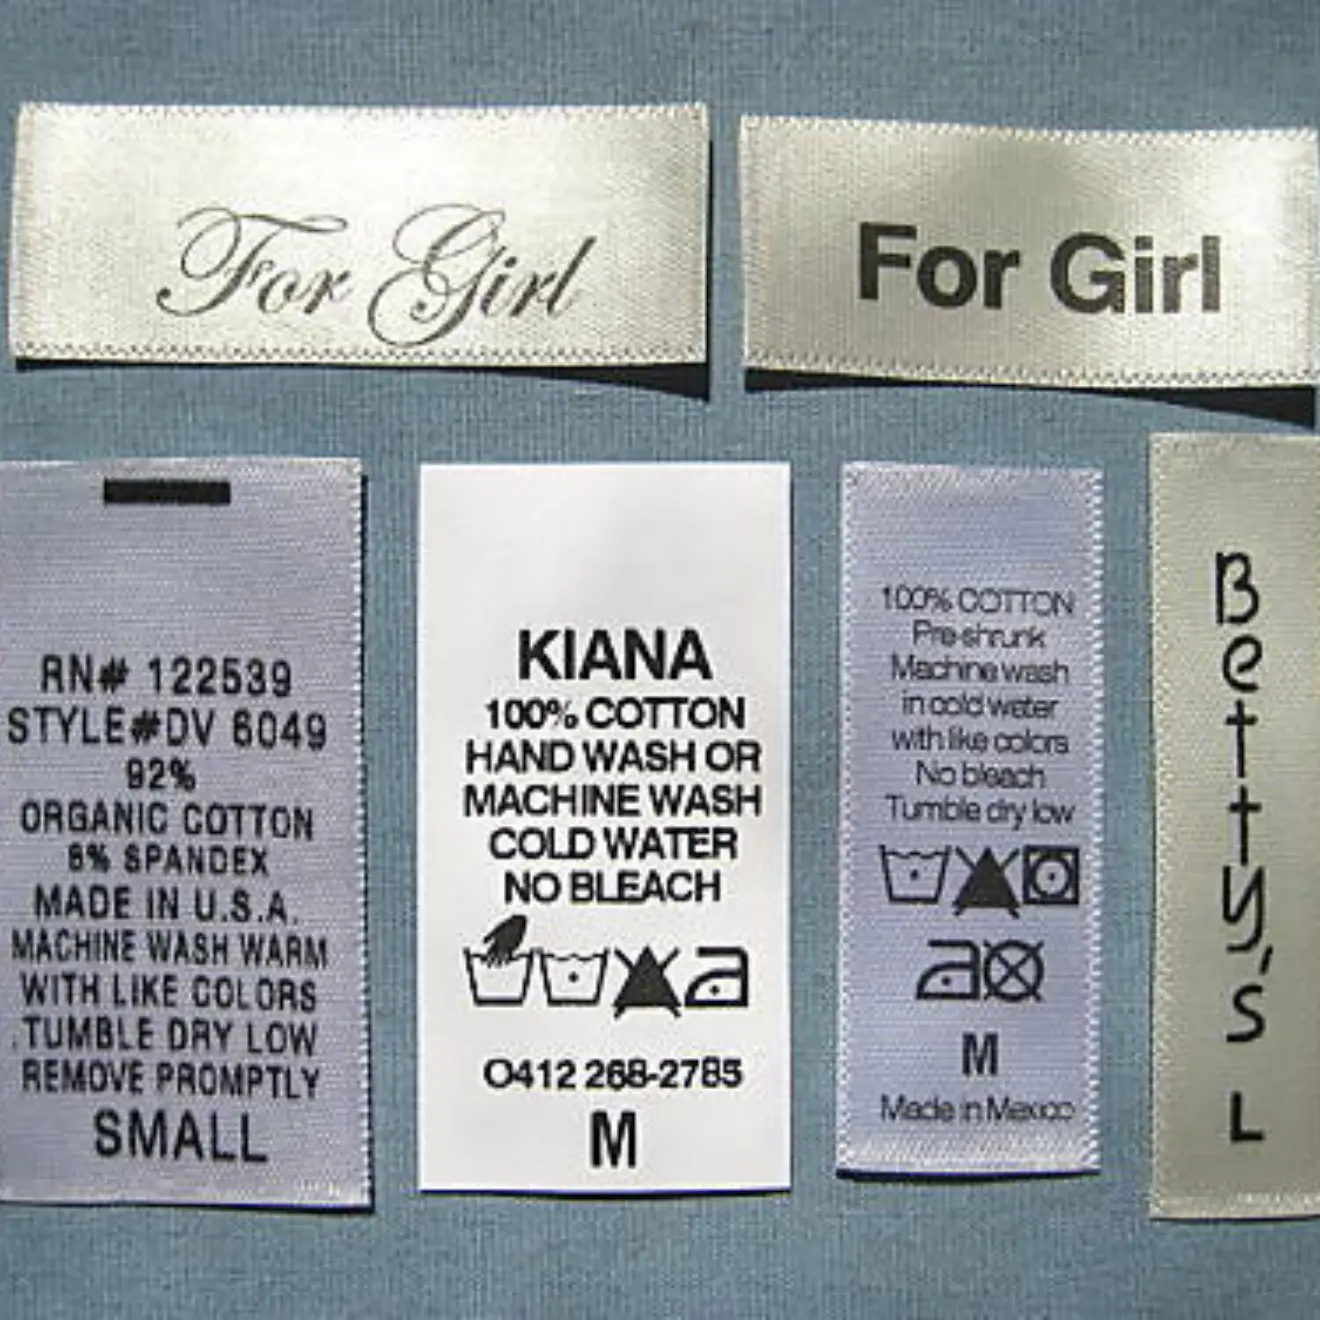 For Girl
For Girl
RN# 122539
STYLE#DV 6049
92%
ORGANIC COTTON
8% SPANDEX
MADE IN U.S.A.
MACHINE WASH WARM
WITH LIKE COLORS
TUMBLE DRY LOW
REMOVE PROMPTLY
SMALL
KIANA
100% COTTON
HAND WASH OR
MACHINE WASH
COLD WATER
NO BLEACH
0412 268-2785
M
100% COTTON
Pre-shrunk
Machine wash
in cold water
with like colors
No bleach
Tumble dry low
M
Made in Mexico
Betty's
L